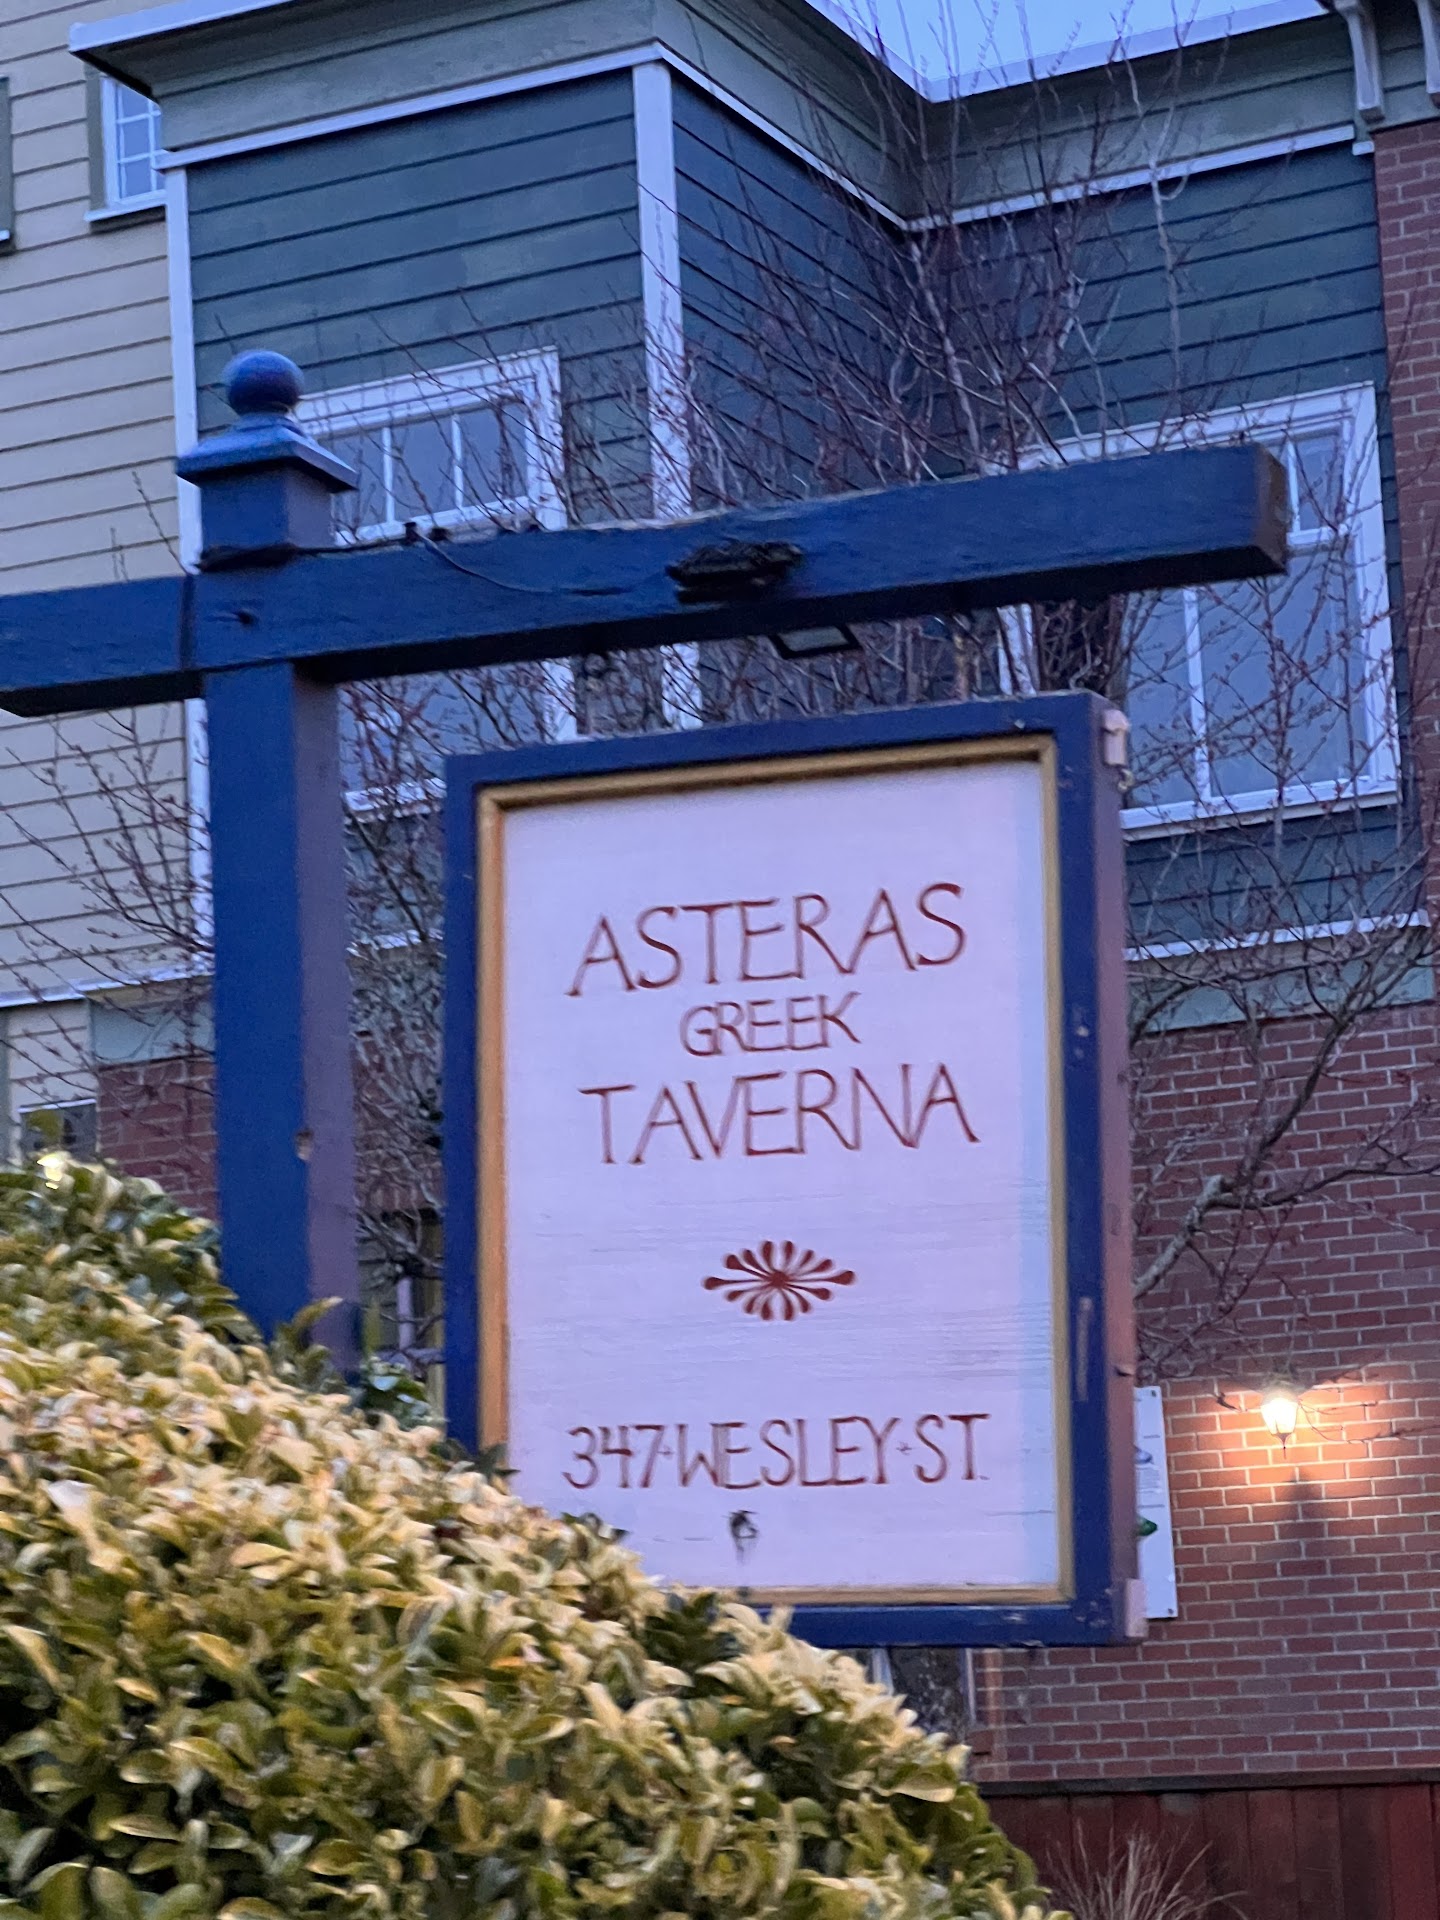 ASTERAS
GREEK
TAVERNA
347·WESLEY·ST.